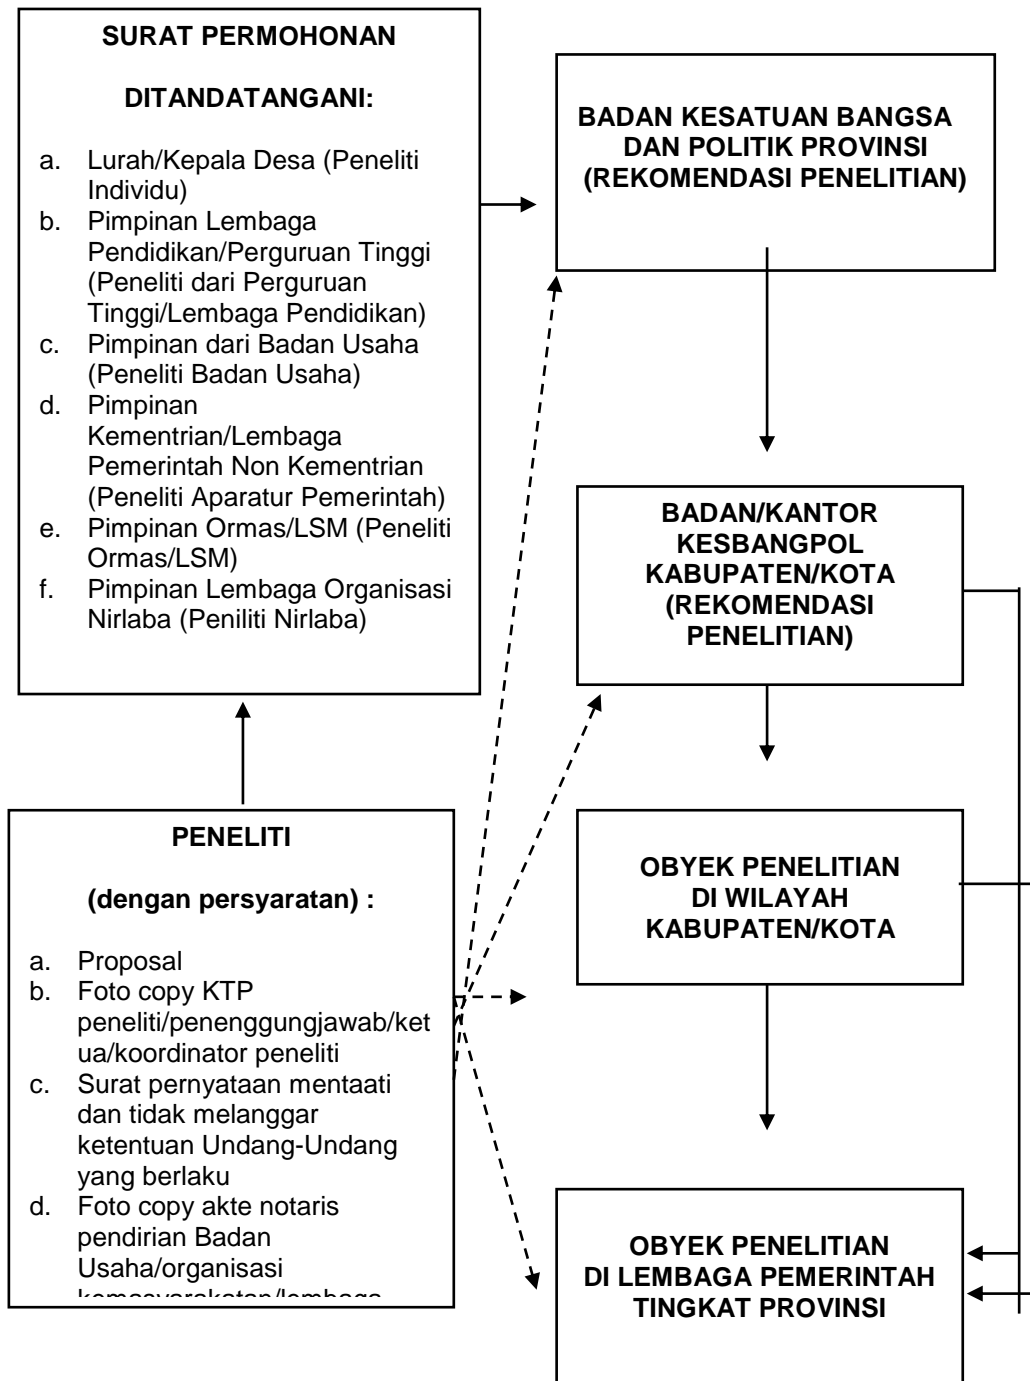 SURAT PERMOHONAN
DITANDATANGANI:
a. Lurah/Kepala Desa (Peneliti
Individu)
b. Pimpinan Lembaga
Pendidikan/Perguruan Tinggi
(Peneliti dari Perguruan
Tinggi/Lembaga Pendidikan)
c. Pimpinan dari Badan Usaha
(Peneliti Badan Usaha)
d. Pimpinan
Kementrian/Lembaga
Pemerintah Non Kementrian
(Peneliti Aparatur Pemerintah)
e. Pimpinan Ormas/LSM (Peneliti
Ormas/LSM)
f. Pimpinan Lembaga Organisasi
Nirlaba (Peniliti Nirlaba)
BADAN KESATUAN BANGSA
DAN POLITIK PROVINSI
(REKOMENDASI PENELITIAN)
BADAN/KANTOR
KESBANGPOL
KABUPATEN/KOTA
(REKOMENDASI
PENELITIAN)
PENELITI
(dengan persyaratan) :
a. Proposal
b. Foto copy KTP
peneliti/penenggungjawab/ket
ua/koordinator peneliti
c. Surat pernyataan mentaati
dan tidak melanggar
ketentuan Undang-Undang
yang berlaku
d. Foto copy akte notaris
pendirian Badan
Usaha/organisasi
kemasyarakatan/lembaga
OBYEK PENELITIAN
DI WILAYAH
KABUPATEN/KOTA
OBYEK PENELITIAN
DI LEMBAGA PEMERINTAH
TINGKAT PROVINSI